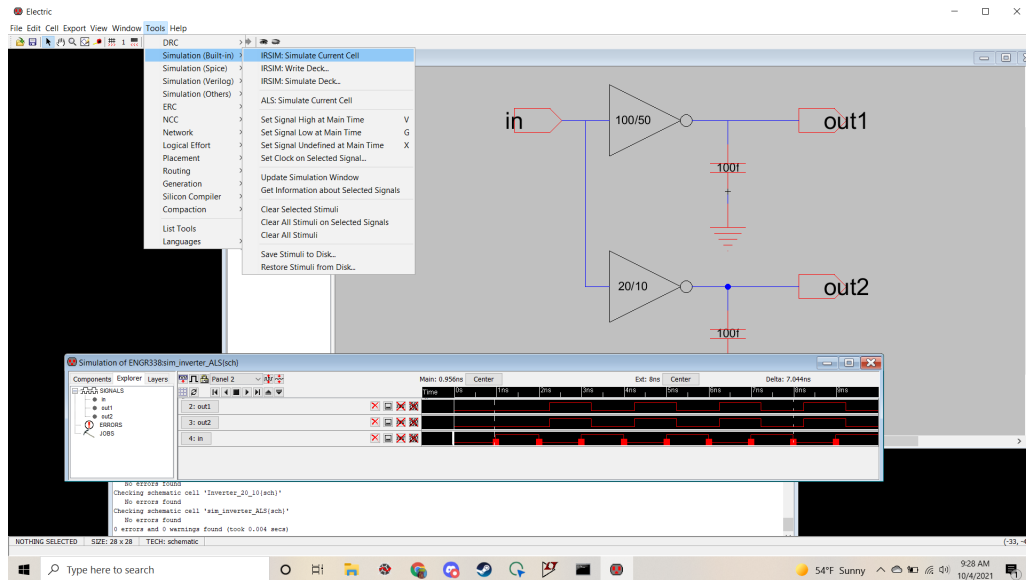 Electric
File Edit Cell Export View Window Tools Help
DRC
Simulation (Built-in)
Simulation (Spice)
Simulation (Verilog)
Simulation (Others)
ERC
NCC
Network
Logical Effort
Placement
Routing
Generation
Silicon Compiler
Compaction
List Tools
Languages
IRSIM: Simulate Current Cell
IRSIM: Write Deck...
IRSIM: Simulate Deck...
ALS: Simulate Current Cell
Set Signal High at Main Time V
Set Signal Low at Main Time G
Set Signal Undefined at Main Time X
Set Clock on Selected Signal...
Update Simulation Window
Get Information about Selected Signals
Clear Selected Stimuli
Clear All Stimuli on Selected Signals
Clear All Stimuli
Save Stimuli to Disk...
Restore Stimuli from Disk...
in
100/50
out1
100f
20/10
out2
100f
Simulation of ENGR338:sim_inverter_ALS{sch}
Components Explorer Layers
Panel 2
Main: 0.956ns Center Ext: 8ns Center Delta: 7.044ns
SIGNALS
in
out1
out2
ERRORS
JOBS
Time 0s 1ns 2ns 3ns 4ns 5ns 6ns 7ns 8ns 9ns
2: out1
3: out2
4: in
No errors found
Checking schematic cell 'Inverter_20_10{sch}'
No errors found
Checking schematic cell 'sim_inverter_ALS{sch}'
No errors found
0 errors and 0 warnings found (took 0.004 secs)
NOTHING SELECTED SIZE: 28 x 28 TECH: schematic
Type here to search
54°F Sunny
9:28 AM
10/4/2021